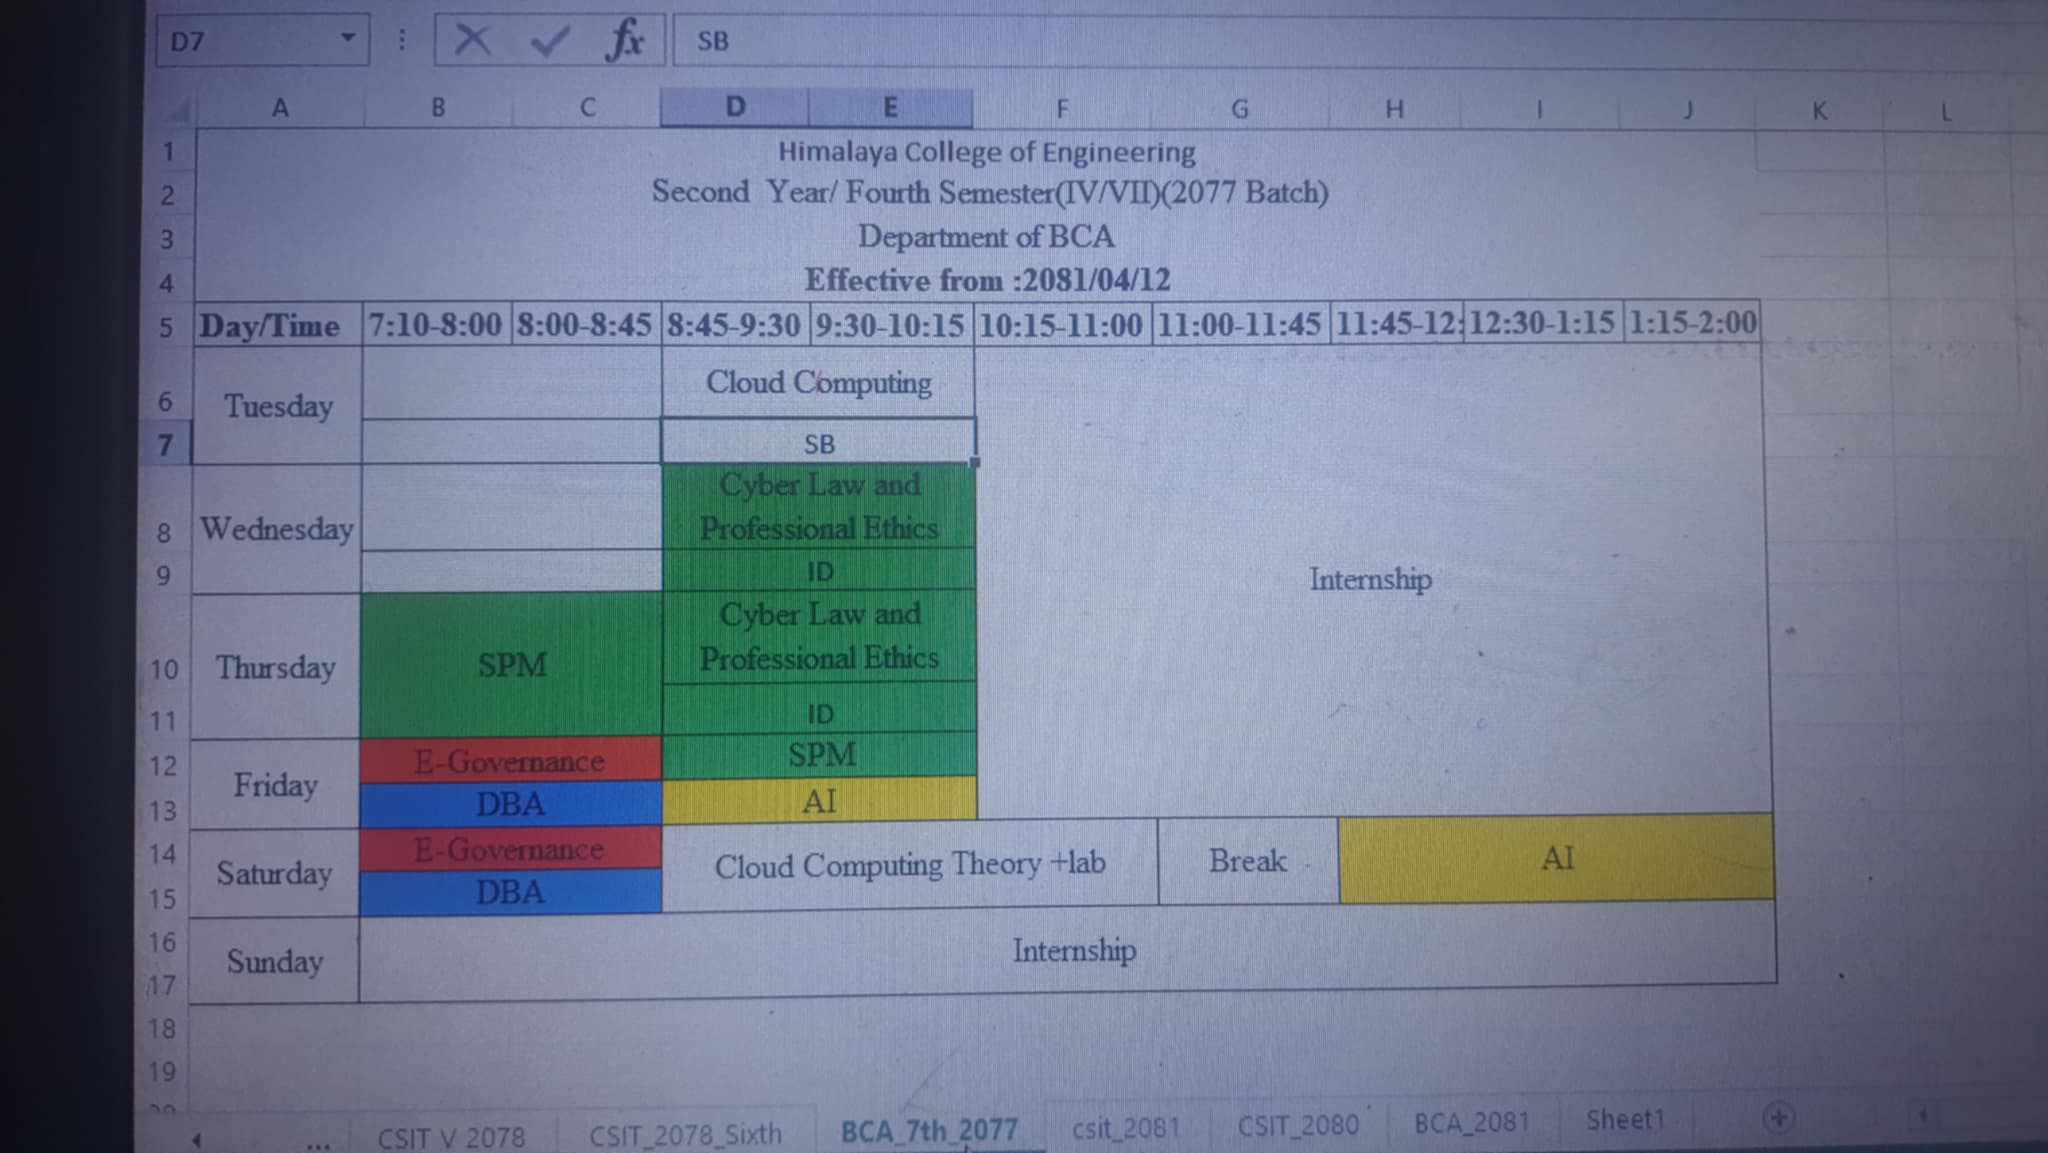 D7
fx
SB
A B C D E F G H I J K L
1 Himalaya College of Engineering
2 Second Year/ Fourth Semester(IV/VII)(2077 Batch)
3 Department of BCA
4 Effective from :2081/04/12
5 Day/Time 7:10-8:00 8:00-8:45 8:45-9:30 9:30-10:15 10:15-11:00 11:00-11:45 11:45-12: 12:30-1:15 1:15-2:00
6 Tuesday Cloud Computing
7 SB
Cyber Law and
8 Wednesday Professional Ethics
9 ID
Internship
Cyber Law and
10 Thursday SPM Professional Ethics
11 ID
12 Friday E-Governance SPM
13 DBA AI
14 Saturday E-Governance Cloud Computing Theory +lab Break AI
15 DBA
16 Sunday Internship
17
18
19
... CSIT V 2078 CSIT_2078_Sixth BCA_7th_2077 csit_2081 CSIT_2080 BCA_2081 Sheet1